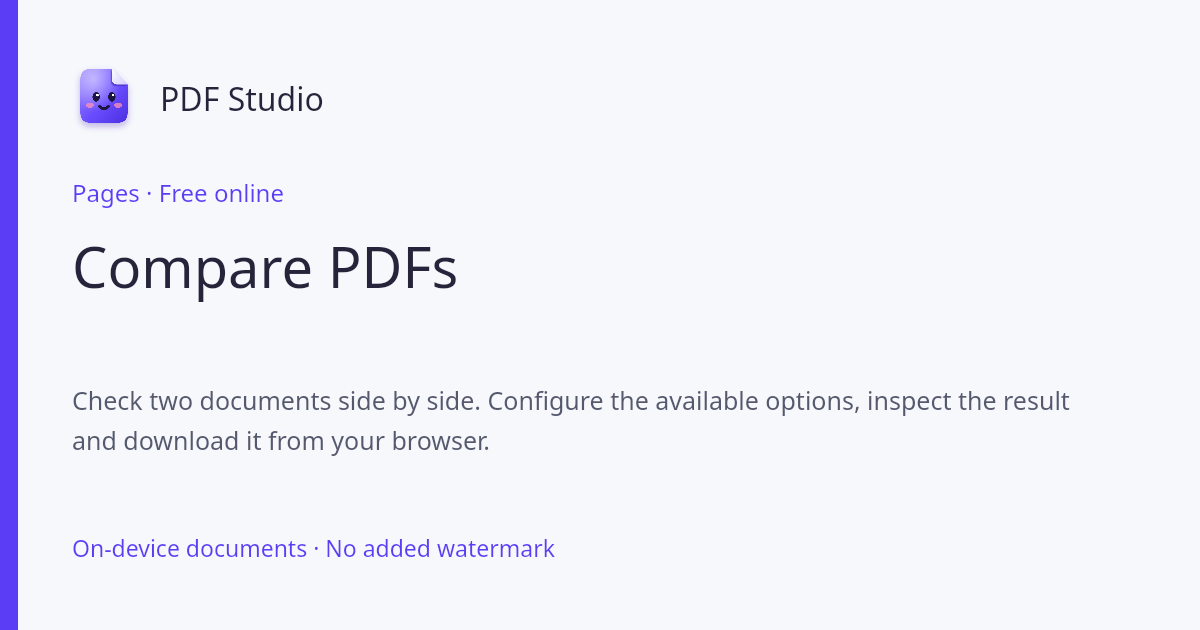 PDF Studio
Pages · Free online
Compare PDFs
Check two documents side by side. Configure the available options, inspect the result
and download it from your browser.
On-device documents · No added watermark